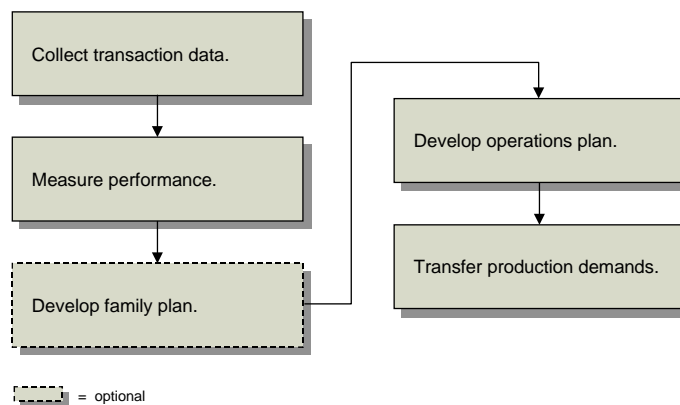 Collect transaction data.
Measure performance.
Develop family plan.
Develop operations plan.
Transfer production demands.
= optional